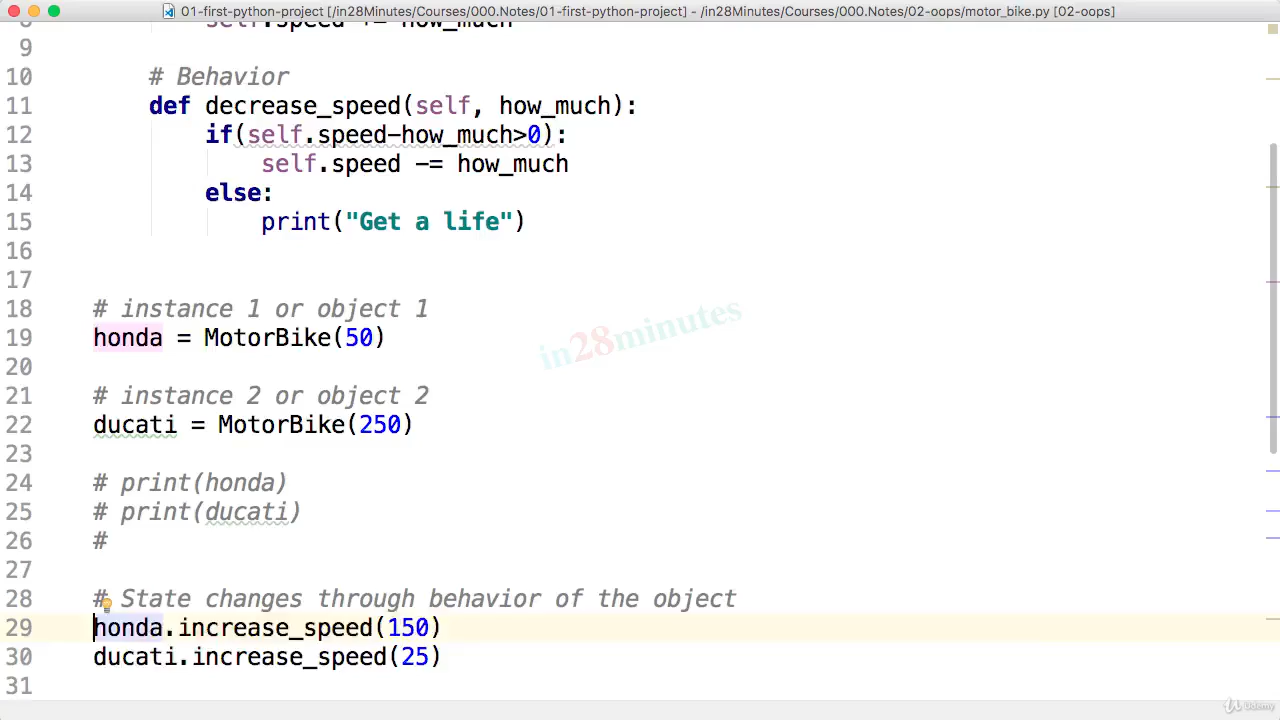 01-first-python-project [/in28Minutes/Courses/000.Notes/01-first-python-project] - /in28Minutes/Courses/000.Notes/02-oops/motor_bike.py [02-oops]
8 self.speed += how_much
9
10 # Behavior
11 def decrease_speed(self, how_much):
12 if(self.speed-how_much>0):
13 self.speed -= how_much
14 else:
15 print("Get a life")
16
17
18 # instance 1 or object 1
19 honda = MotorBike(50)
20
21 # instance 2 or object 2
22 ducati = MotorBike(250)
23
24 # print(honda)
25 # print(ducati)
26 #
27
28 # State changes through behavior of the object
29 honda.increase_speed(150)
30 ducati.increase_speed(25)
31
in28minutes
Udemy